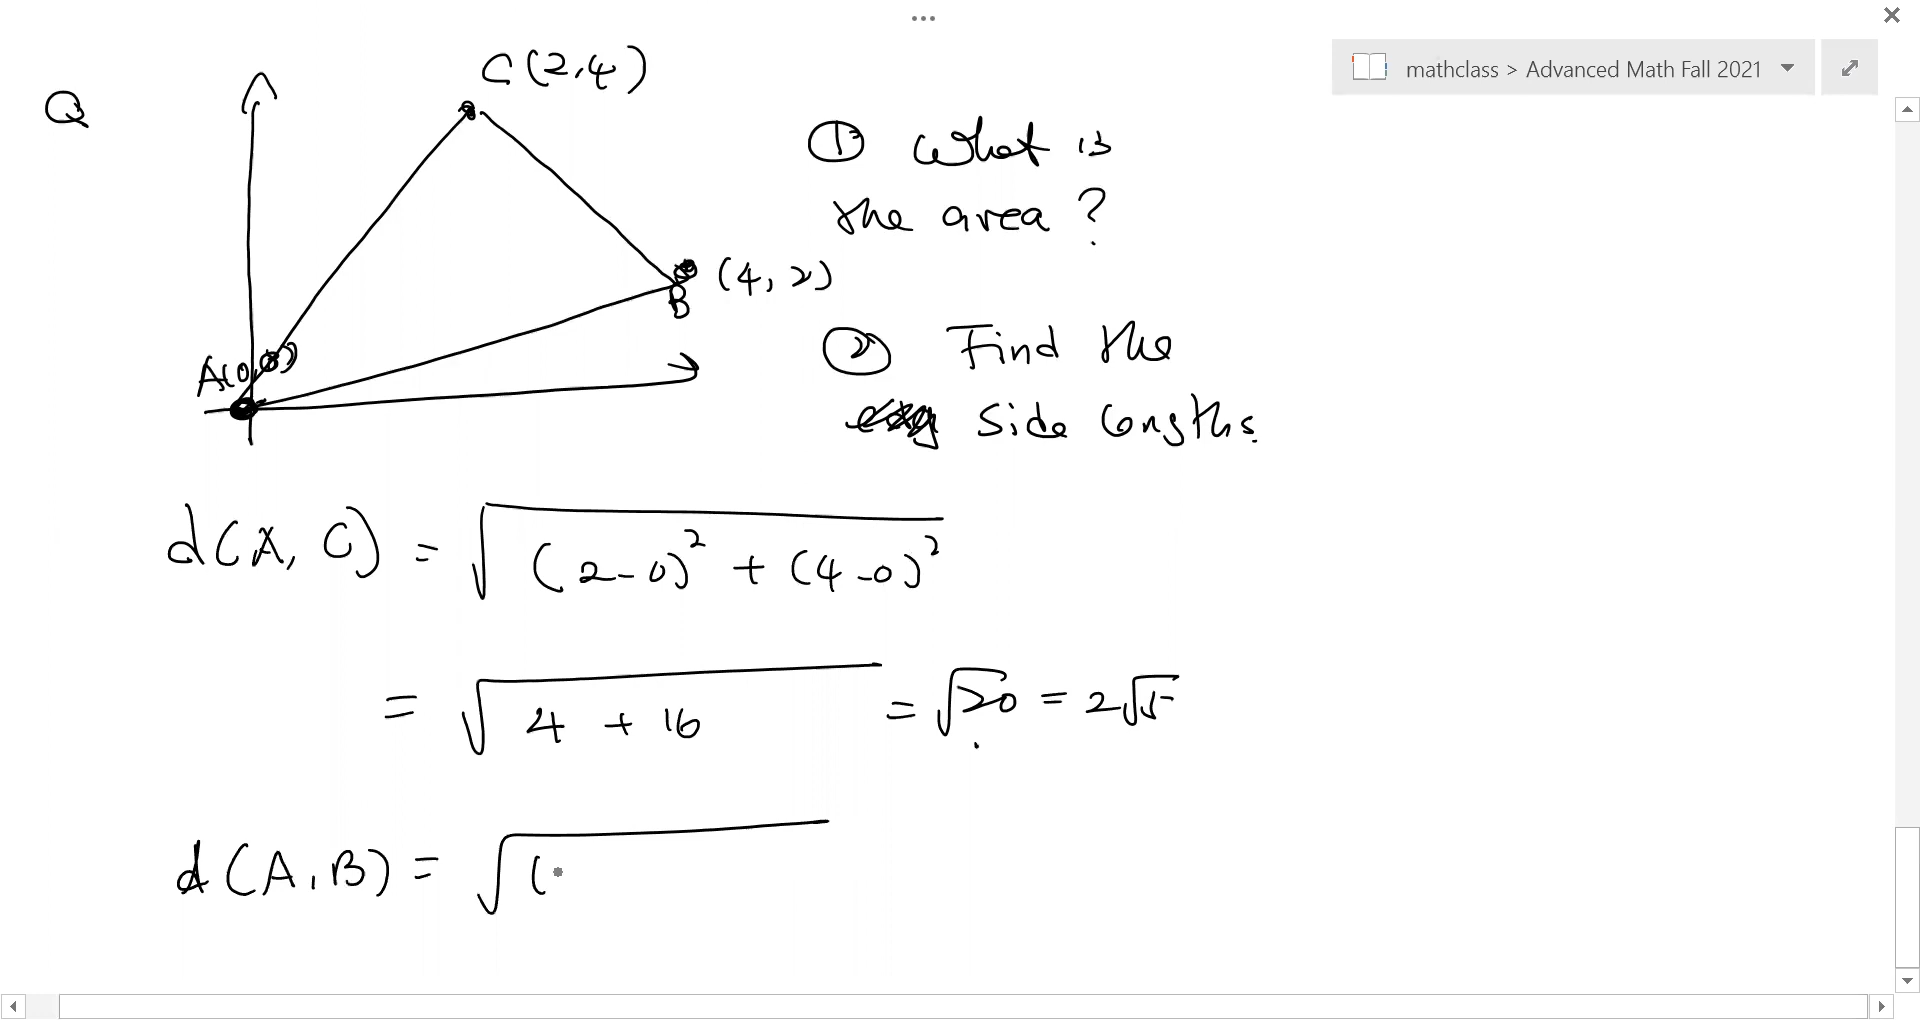 mathclass > Advanced Math Fall 2021
Q
C (2,4)
① What is
the area ?
(4, 2)
B
A(0,0)
② Find the
Side lengths.
d(A, C) = √((2-0)² + (4-0)²)
= √(4 + 16) = √20 = 2√5
d(A, B) = √(